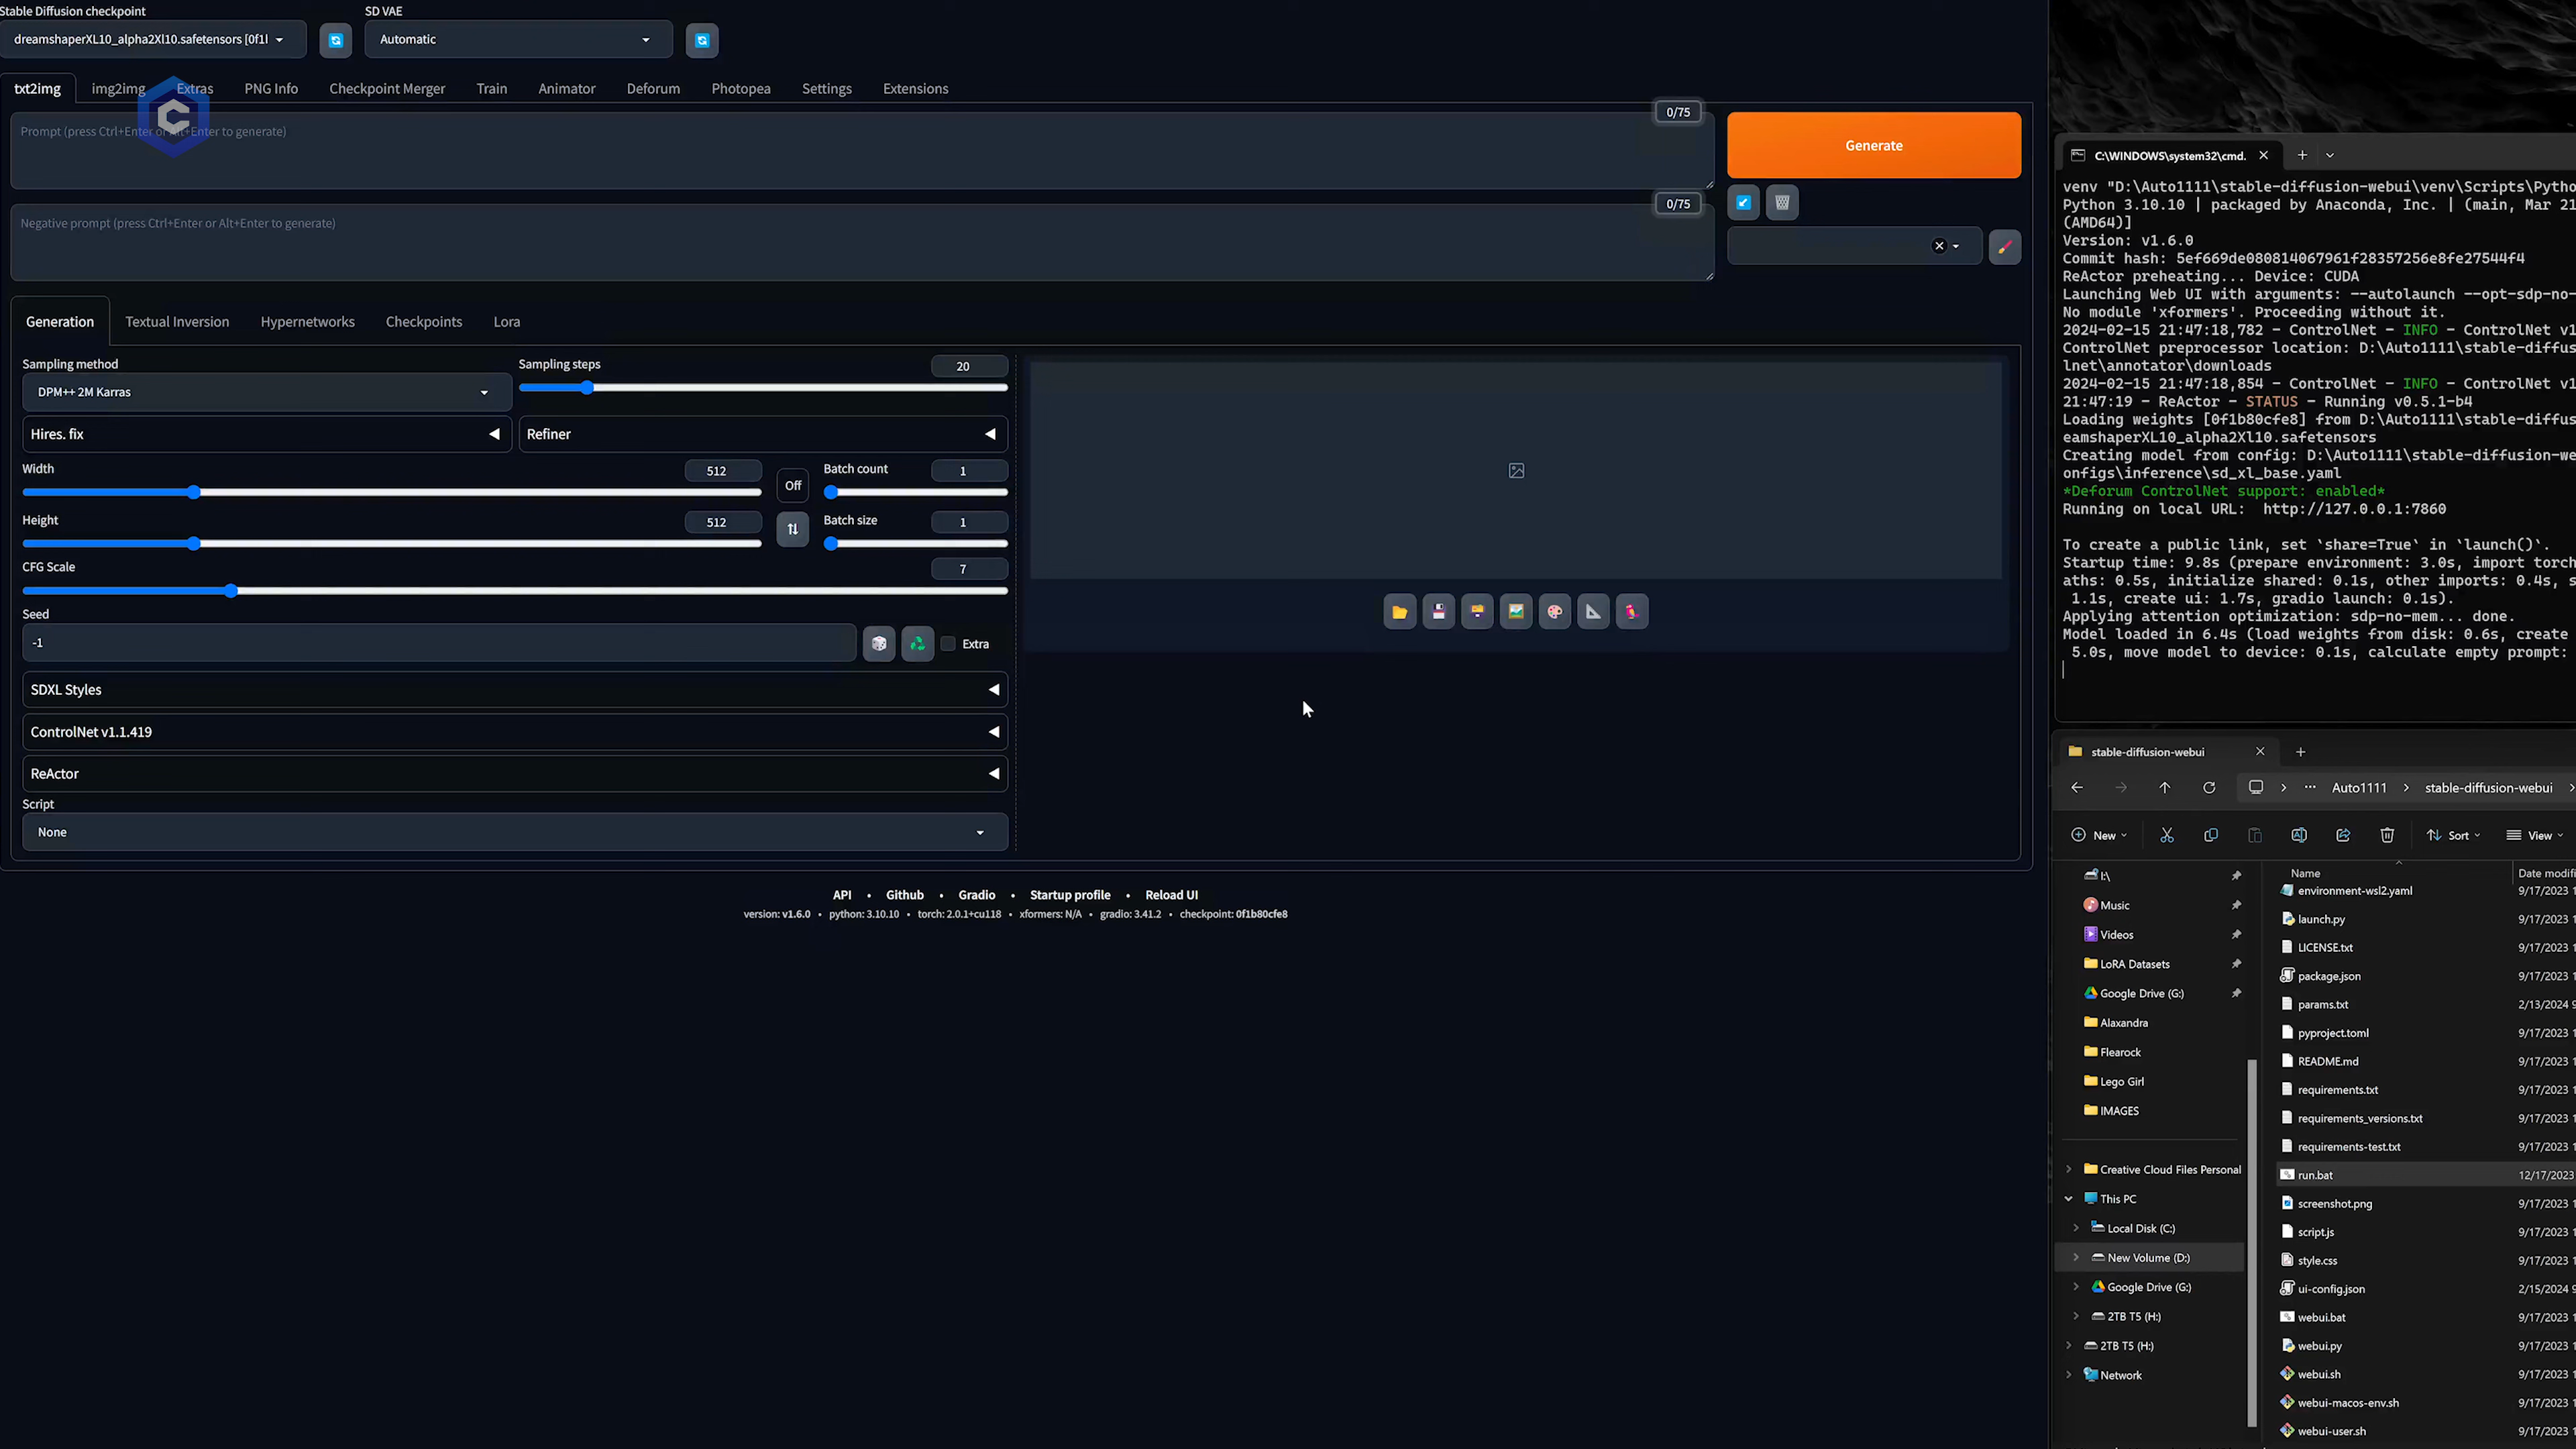 Stable Diffusion checkpoint
SD VAE
dreamshaperXL10_alpha2Xl10.safetensors [0f1l
Automatic
txt2img
img2img
Extras
PNG Info
Checkpoint Merger
Train
Animator
Deforum
Photopea
Settings
Extensions
Prompt (press Ctrl+Enter or Alt+Enter to generate)
0/75
Generate
Negative prompt (press Ctrl+Enter or Alt+Enter to generate)
0/75
Generation
Textual Inversion
Hypernetworks
Checkpoints
Lora
Sampling method
DPM++ 2M Karras
Sampling steps
20
Hires. fix
Refiner
Width
512
Off
Batch count
1
Height
512
Batch size
1
CFG Scale
7
Seed
-1
Extra
SDXL Styles
ControlNet v1.1.419
ReActor
Script
None
API • Github • Gradio • Startup profile • Reload UI
version: v1.6.0 • python: 3.10.10 • torch: 2.0.1+cu118 • xformers: N/A • gradio: 3.41.2 • checkpoint: 0f1b80cfe8
C:\WINDOWS\system32\cmd.
venv "D:\Auto1111\stable-diffusion-webui\venv\Scripts\Pytho
Python 3.10.10 | packaged by Anaconda, Inc. | (main, Mar 21
(AMD64)]
Version: v1.6.0
Commit hash: 5ef669de080814067961f28357256e8fe27544f4
ReActor preheating... Device: CUDA
Launching Web UI with arguments: --autolaunch --opt-sdp-no-
No module 'xformers'. Proceeding without it.
2024-02-15 21:47:18,782 - ControlNet - INFO - ControlNet v1
ControlNet preprocessor location: D:\Auto1111\stable-diffus
lnet\annotator\downloads
2024-02-15 21:47:18,854 - ControlNet - INFO - ControlNet v1
21:47:19 - ReActor - STATUS - Running v0.5.1-b4
Loading weights [0f1b80cfe8] from D:\Auto1111\stable-diffus
eamshaperXL10_alpha2Xl10.safetensors
Creating model from config: D:\Auto1111\stable-diffusion-we
onfigs\inference\sd_xl_base.yaml
*Deforum ControlNet support: enabled*
Running on local URL:  http://127.0.0.1:7860
To create a public link, set `share=True` in `launch()`.
Startup time: 9.8s (prepare environment: 3.0s, import torch
aths: 0.5s, initialize shared: 0.1s, other imports: 0.4s, s
1.1s, create ui: 1.7s, gradio launch: 0.1s).
Applying attention optimization: sdp-no-mem... done.
Model loaded in 6.4s (load weights from disk: 0.6s, create
5.0s, move model to device: 0.1s, calculate empty prompt:
stable-diffusion-webui
Auto1111
stable-diffusion-webui
New
Sort
View
I:\
Music
Videos
LoRA Datasets
Google Drive (G:)
Alaxandra
Flearock
Lego Girl
IMAGES
Creative Cloud Files Personal
This PC
Local Disk (C:)
New Volume (D:)
Google Drive (G:)
2TB T5 (H:)
2TB T5 (H:)
Network
Name
Date modifi
environment-wsl2.yaml 9/17/2023 1
launch.py 9/17/2023 1
LICENSE.txt 9/17/2023 1
package.json 9/17/2023 1
params.txt 2/13/2024 9
pyproject.toml 9/17/2023 1
README.md 9/17/2023 1
requirements.txt 9/17/2023 1
requirements_versions.txt 9/17/2023 1
requirements-test.txt 9/17/2023 1
run.bat 12/17/2023
screenshot.png 9/17/2023 1
script.js 9/17/2023 1
style.css 9/17/2023 1
ui-config.json 2/15/2024 9
webui.bat 9/17/2023 1
webui.py 9/17/2023 1
webui.sh 9/17/2023 1
webui-macos-env.sh 9/17/2023 1
webui-user.sh 9/17/2023 1